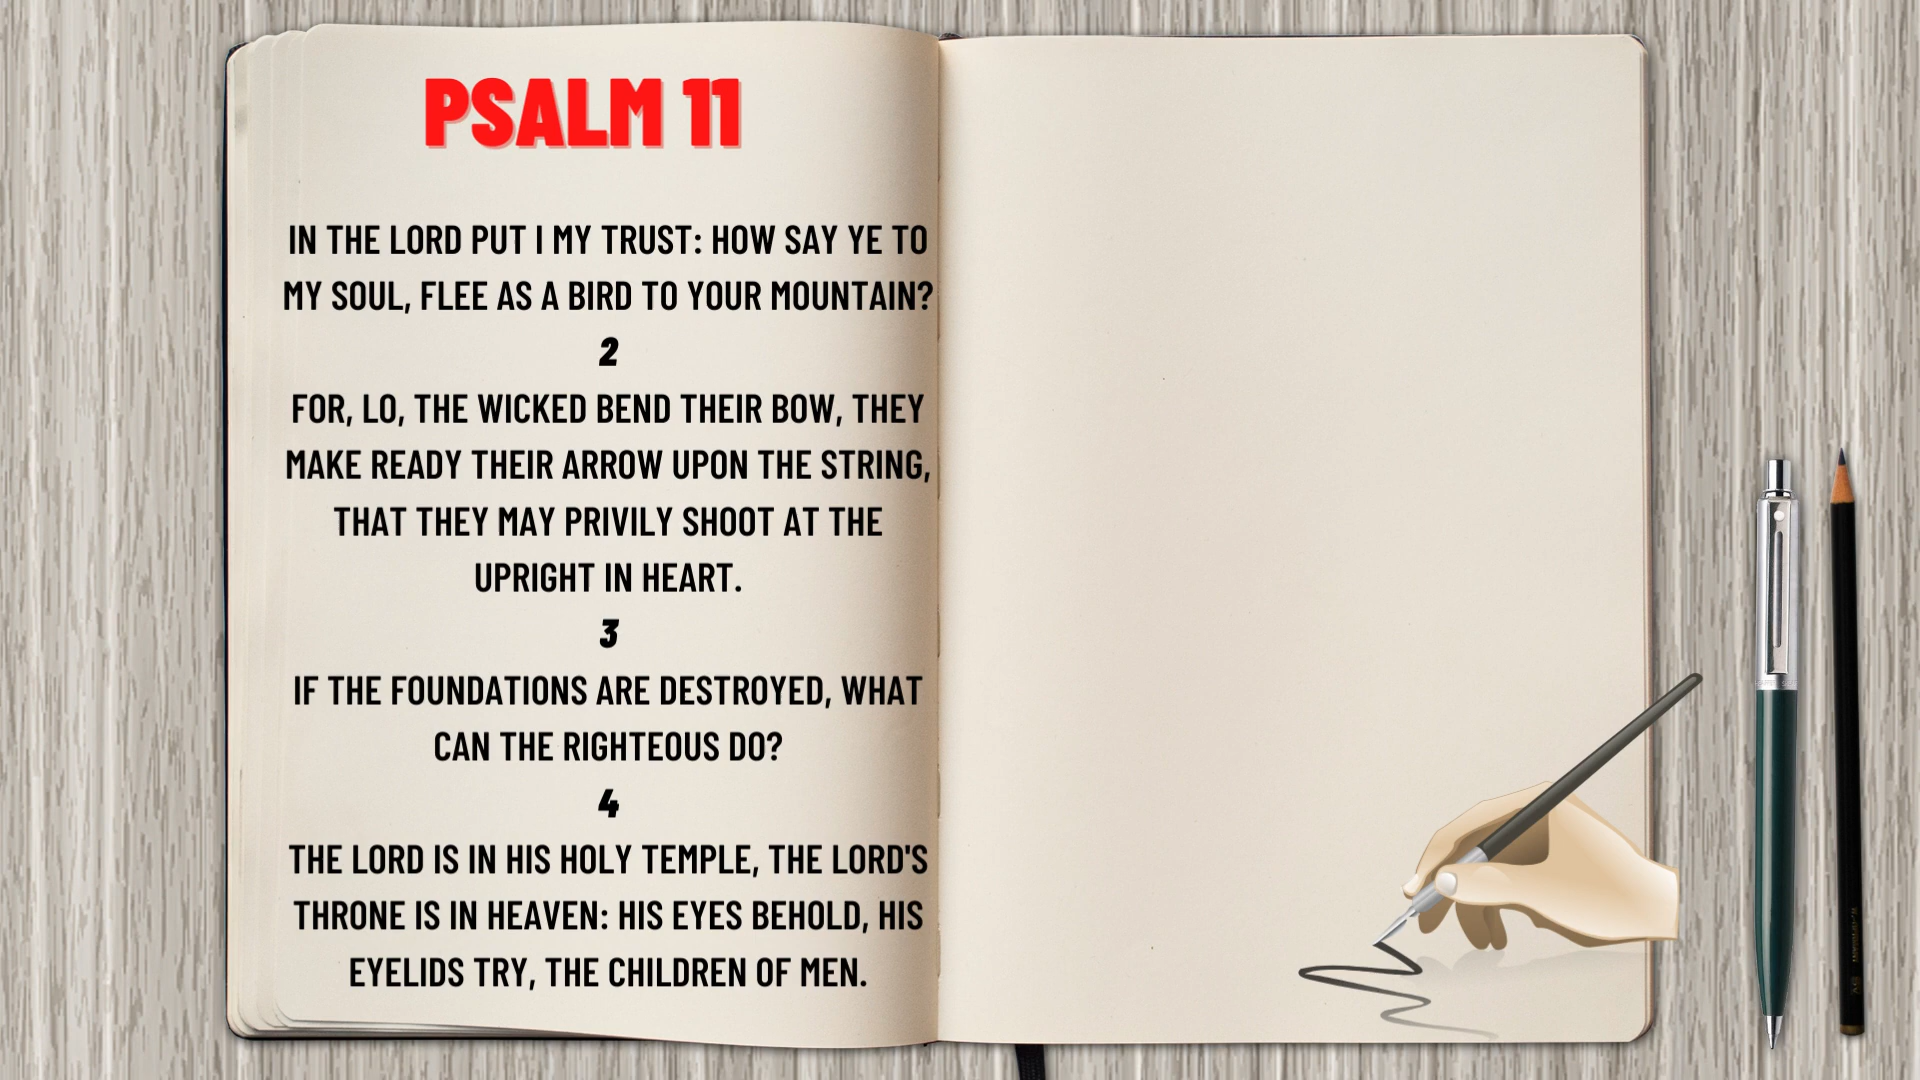 PSALM 11
IN THE LORD PUT I MY TRUST: HOW SAY YE TO
MY SOUL, FLEE AS A BIRD TO YOUR MOUNTAIN?
2
FOR, LO, THE WICKED BEND THEIR BOW, THEY
MAKE READY THEIR ARROW UPON THE STRING,
THAT THEY MAY PRIVILY SHOOT AT THE
UPRIGHT IN HEART.
3
IF THE FOUNDATIONS ARE DESTROYED, WHAT
CAN THE RIGHTEOUS DO?
4
THE LORD IS IN HIS HOLY TEMPLE, THE LORD'S
THRONE IS IN HEAVEN: HIS EYES BEHOLD, HIS
EYELIDS TRY, THE CHILDREN OF MEN.